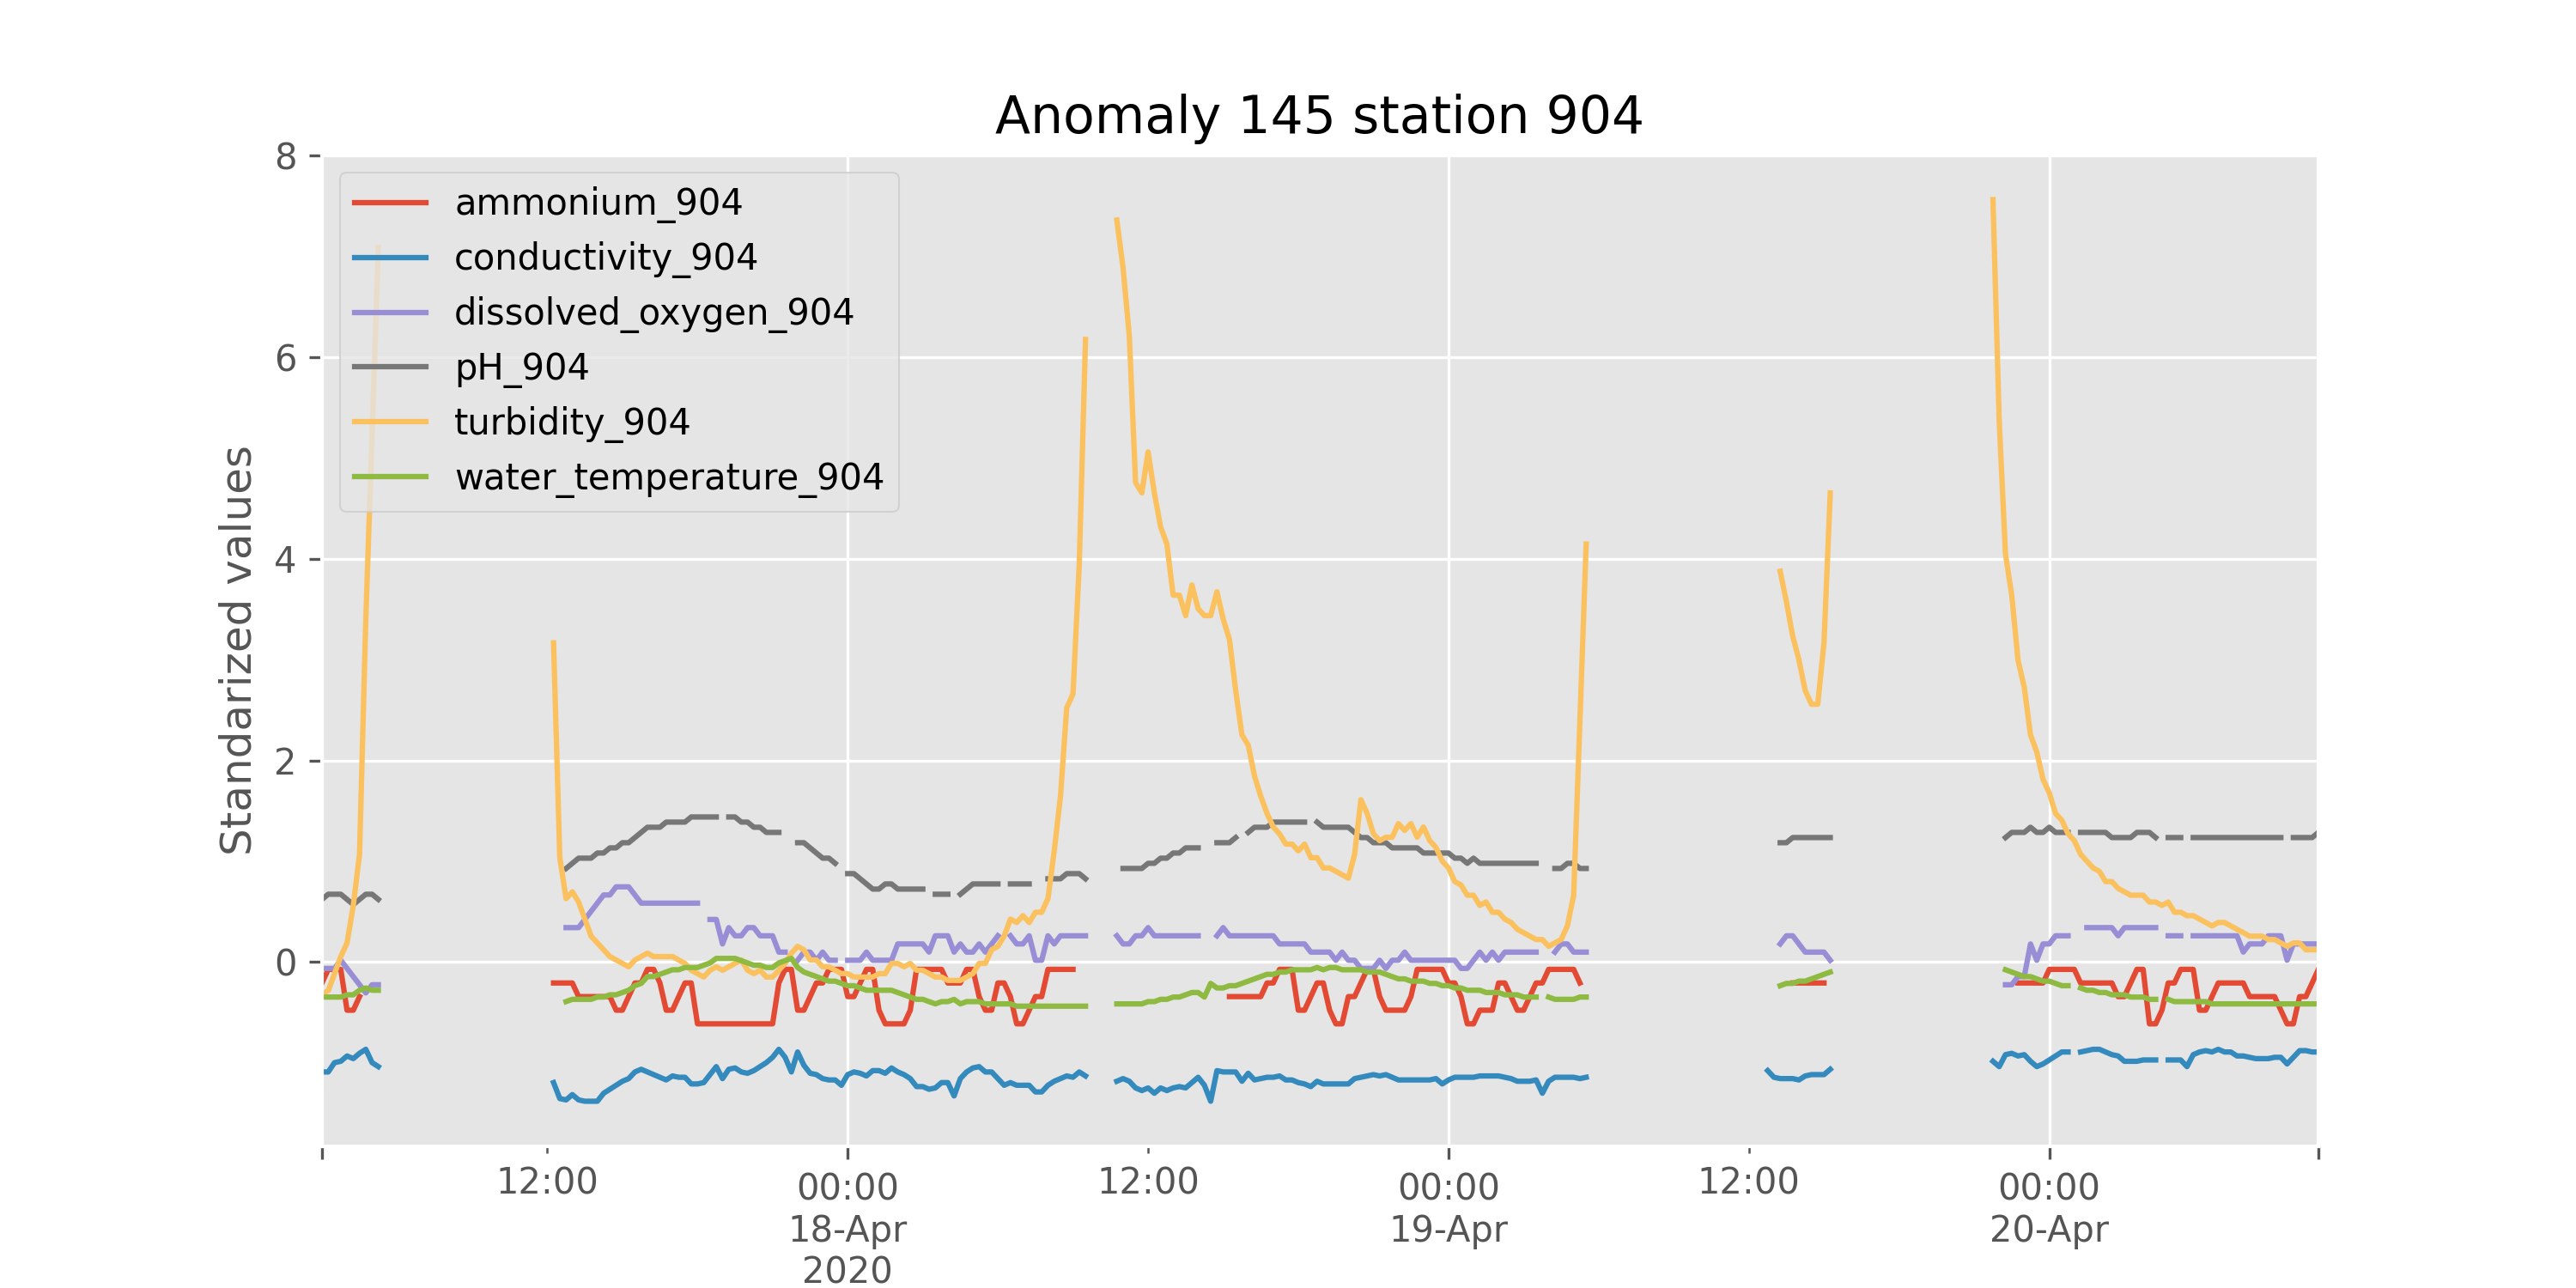 Anomaly 145 station 904
8
6
4
2
0
Standarized values
ammonium_904
conductivity_904
dissolved_oxygen_904
pH_904
turbidity_904
water_temperature_904
12:00
00:00
18-Apr
2020
12:00
00:00
19-Apr
12:00
00:00
20-Apr